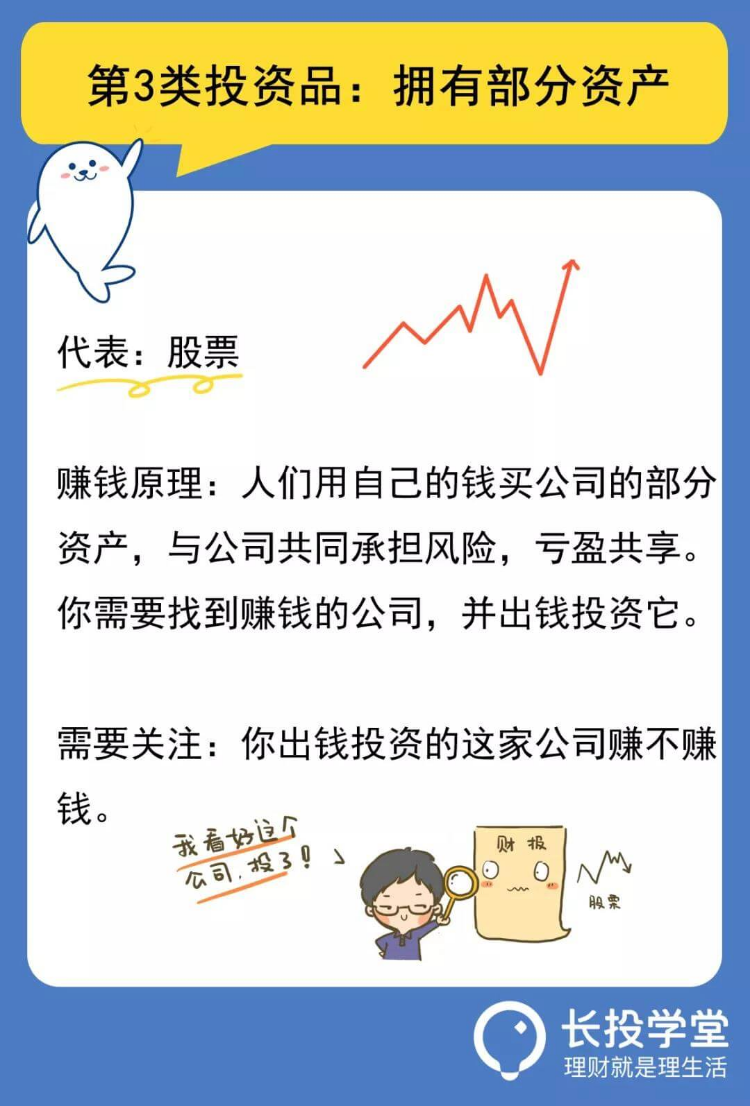 第3类投资品：拥有部分资产
代表：股票
赚钱原理：人们用自己的钱买公司的部分
资产，与公司共同承担风险，亏盈共享。
你需要找到赚钱的公司，并出钱投资它。
需要关注：你出钱投资的这家公司赚不赚
钱。
我看好这个
公司，投了！
财报
股票
长投学堂
理财就是理生活